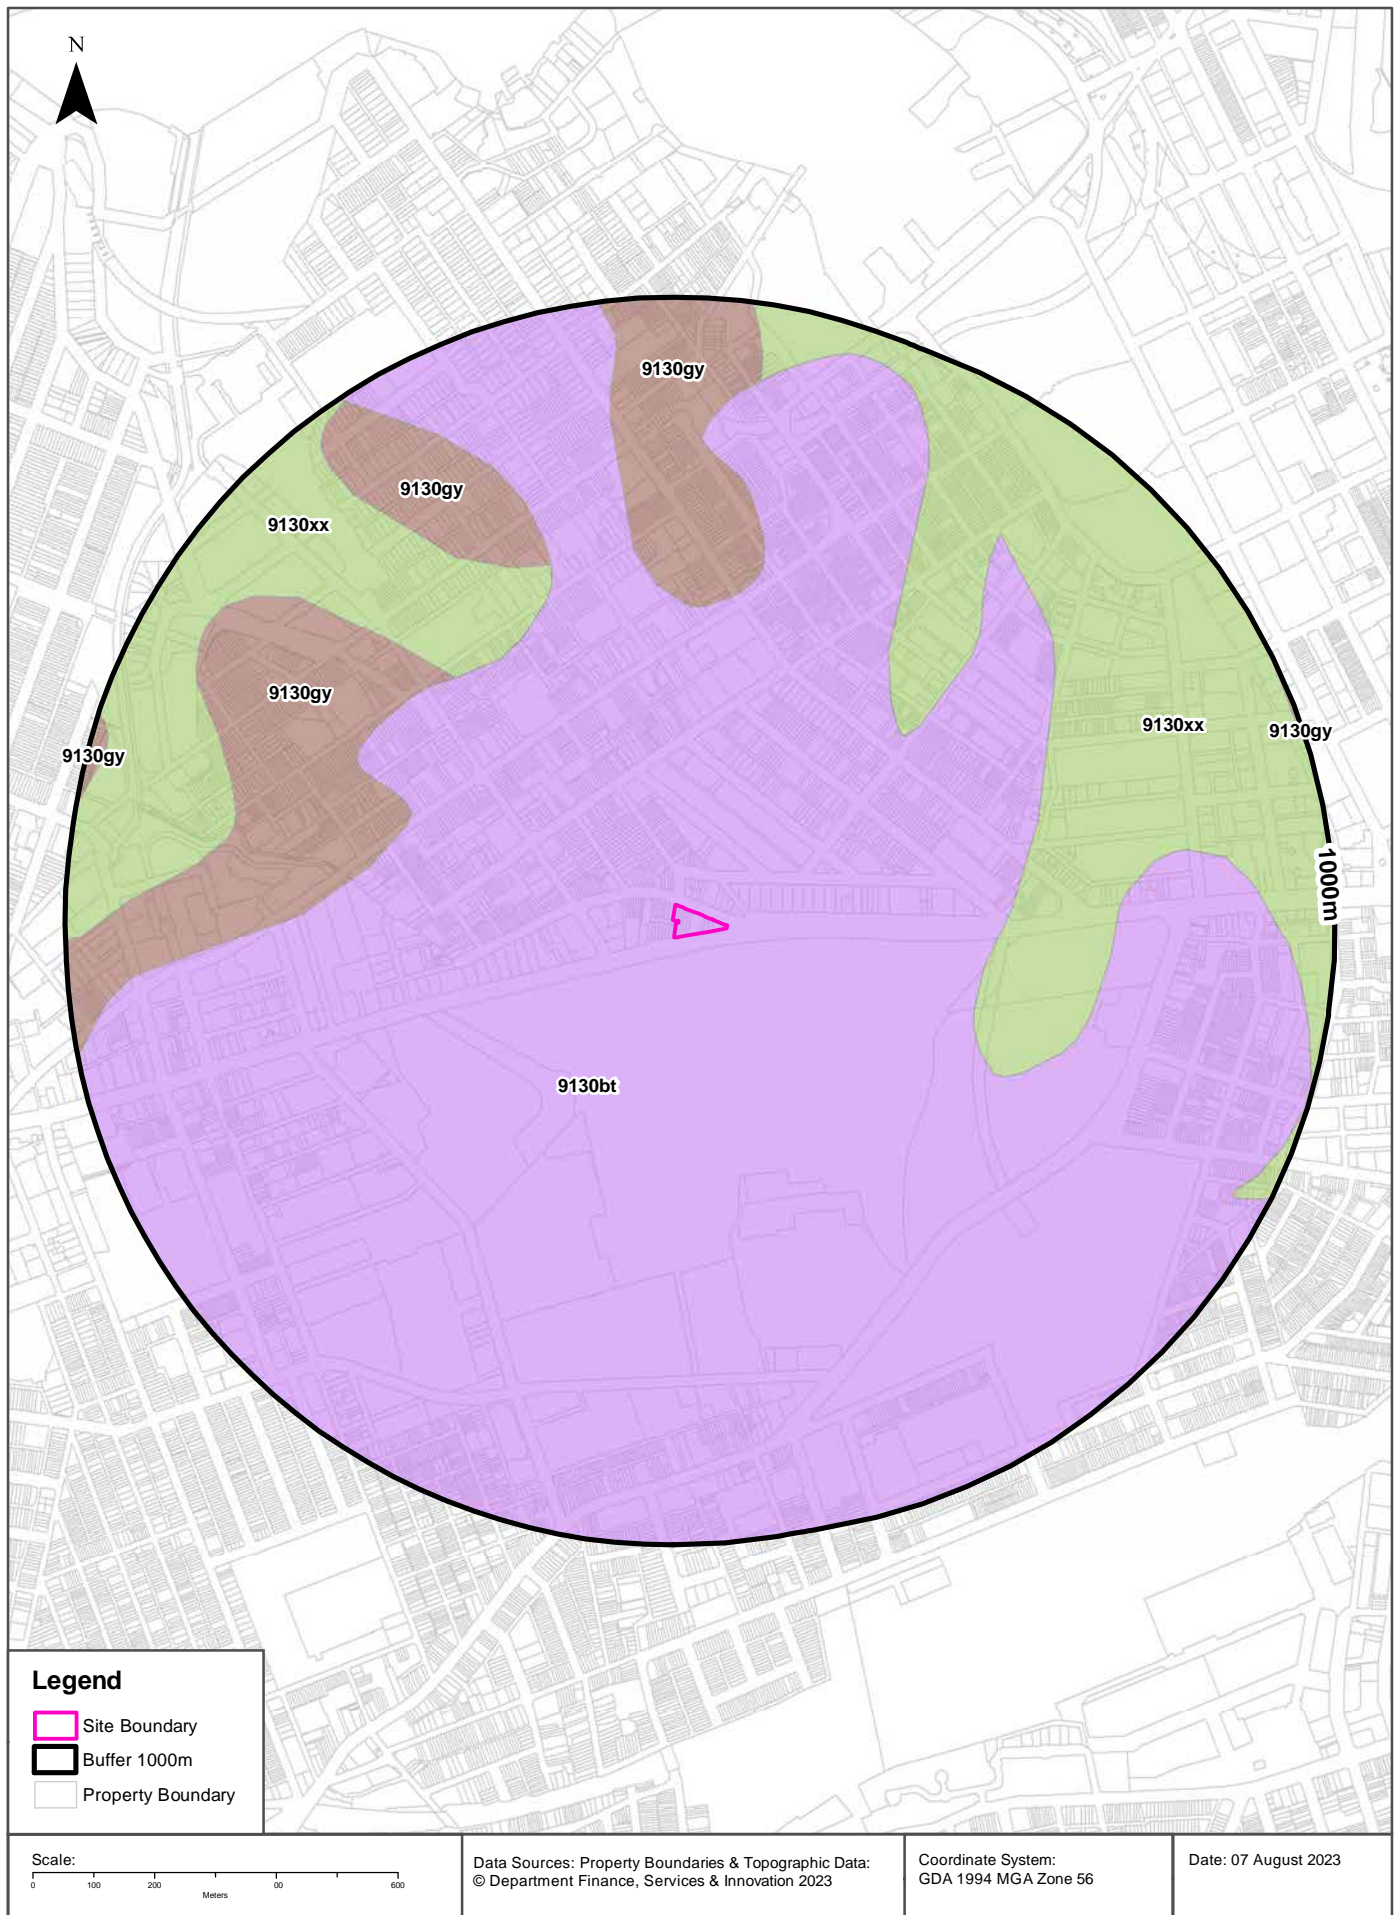 N
9130gy
9130gy
9130xx
9130gy
9130xx
9130gy
9130gy
1000m
9130bt
Legend
Site Boundary
Buffer 1000m
Property Boundary
Scale:
0 100 200 00 600
Meters
Data Sources: Property Boundaries & Topographic Data:
© Department Finance, Services & Innovation 2023
Coordinate System:
GDA 1994 MGA Zone 56
Date: 07 August 2023